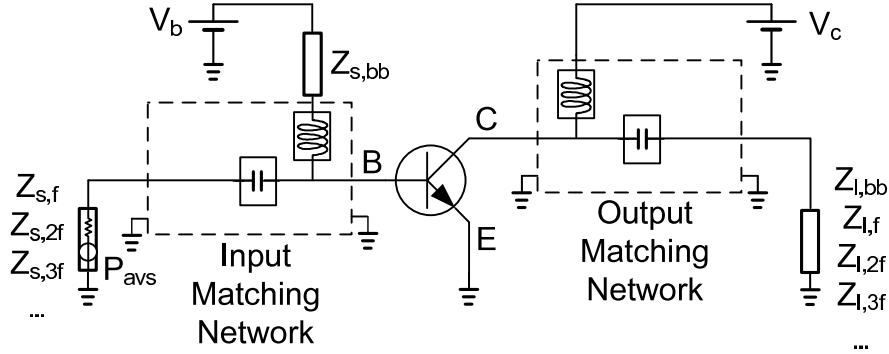 V_b
Z_s,bb
V_c
C
B
E
Z_s,f
Z_s,2f
Z_s,3f
...
P_avs
Input
Matching
Network
Output
Matching
Network
Z_l,bb
Z_l,f
Z_l,2f
Z_l,3f
...